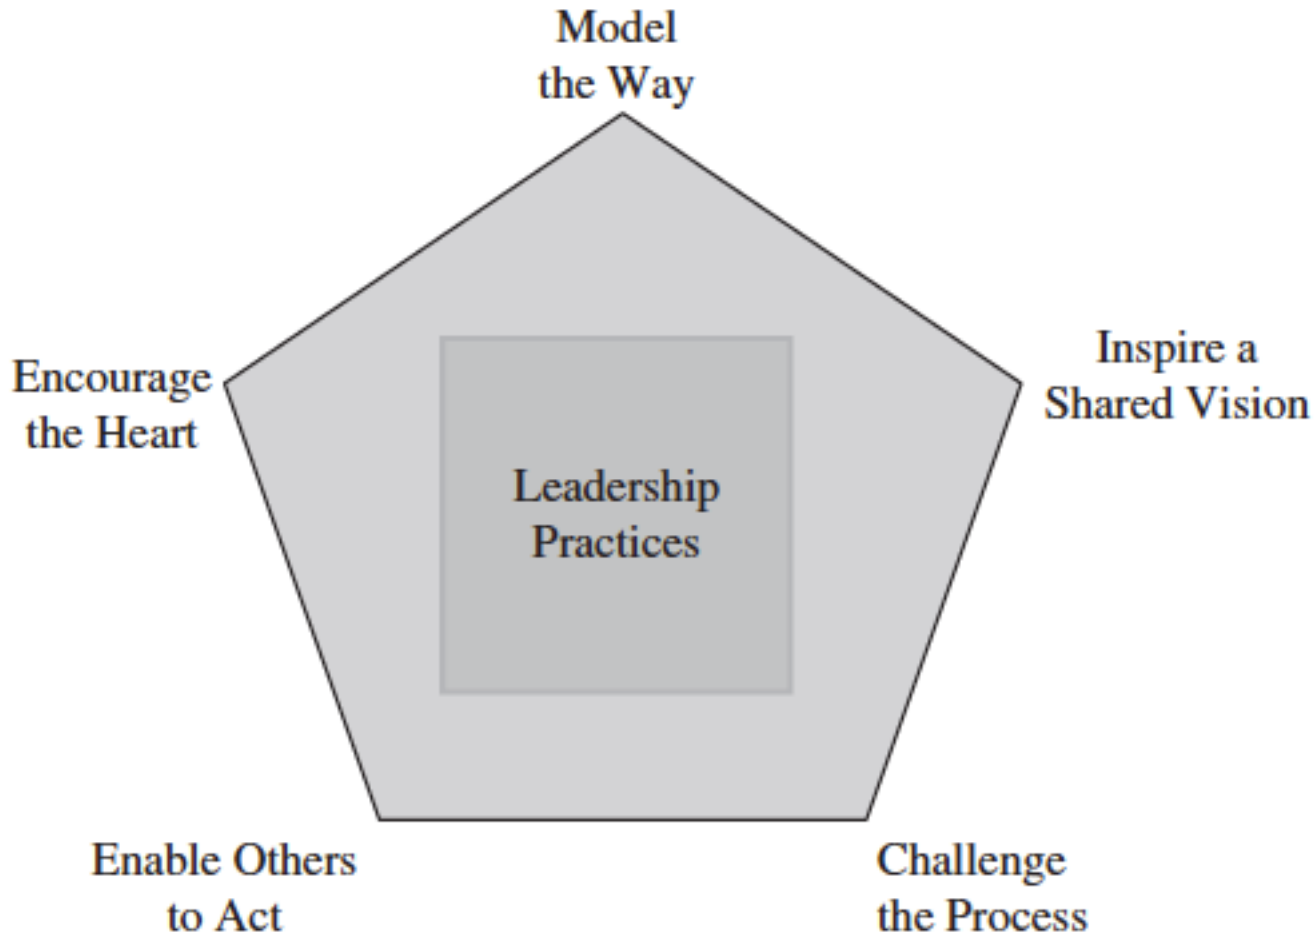 Model
the Way
Inspire a
Shared Vision
Encourage
the Heart
Leadership
Practices
Enable Others
to Act
Challenge
the Process